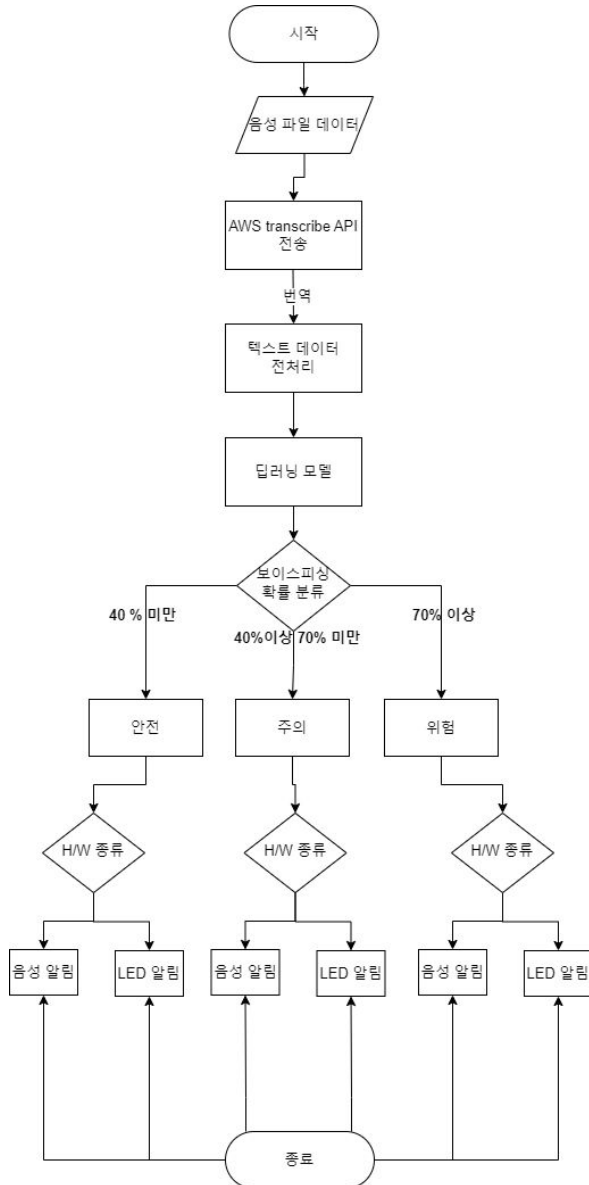 시작
음성 파일 데이터
AWS transcribe API
전송
번역
텍스트 데이터
전처리
딥러닝 모델
보이스피싱
확률 분류
40 % 미만
40%이상 70% 미만
70% 이상
안전
주의
위험
H/W 종류
H/W 종류
H/W 종류
음성 알림
LED 알림
음성 알림
LED 알림
음성 알림
LED 알림
종료